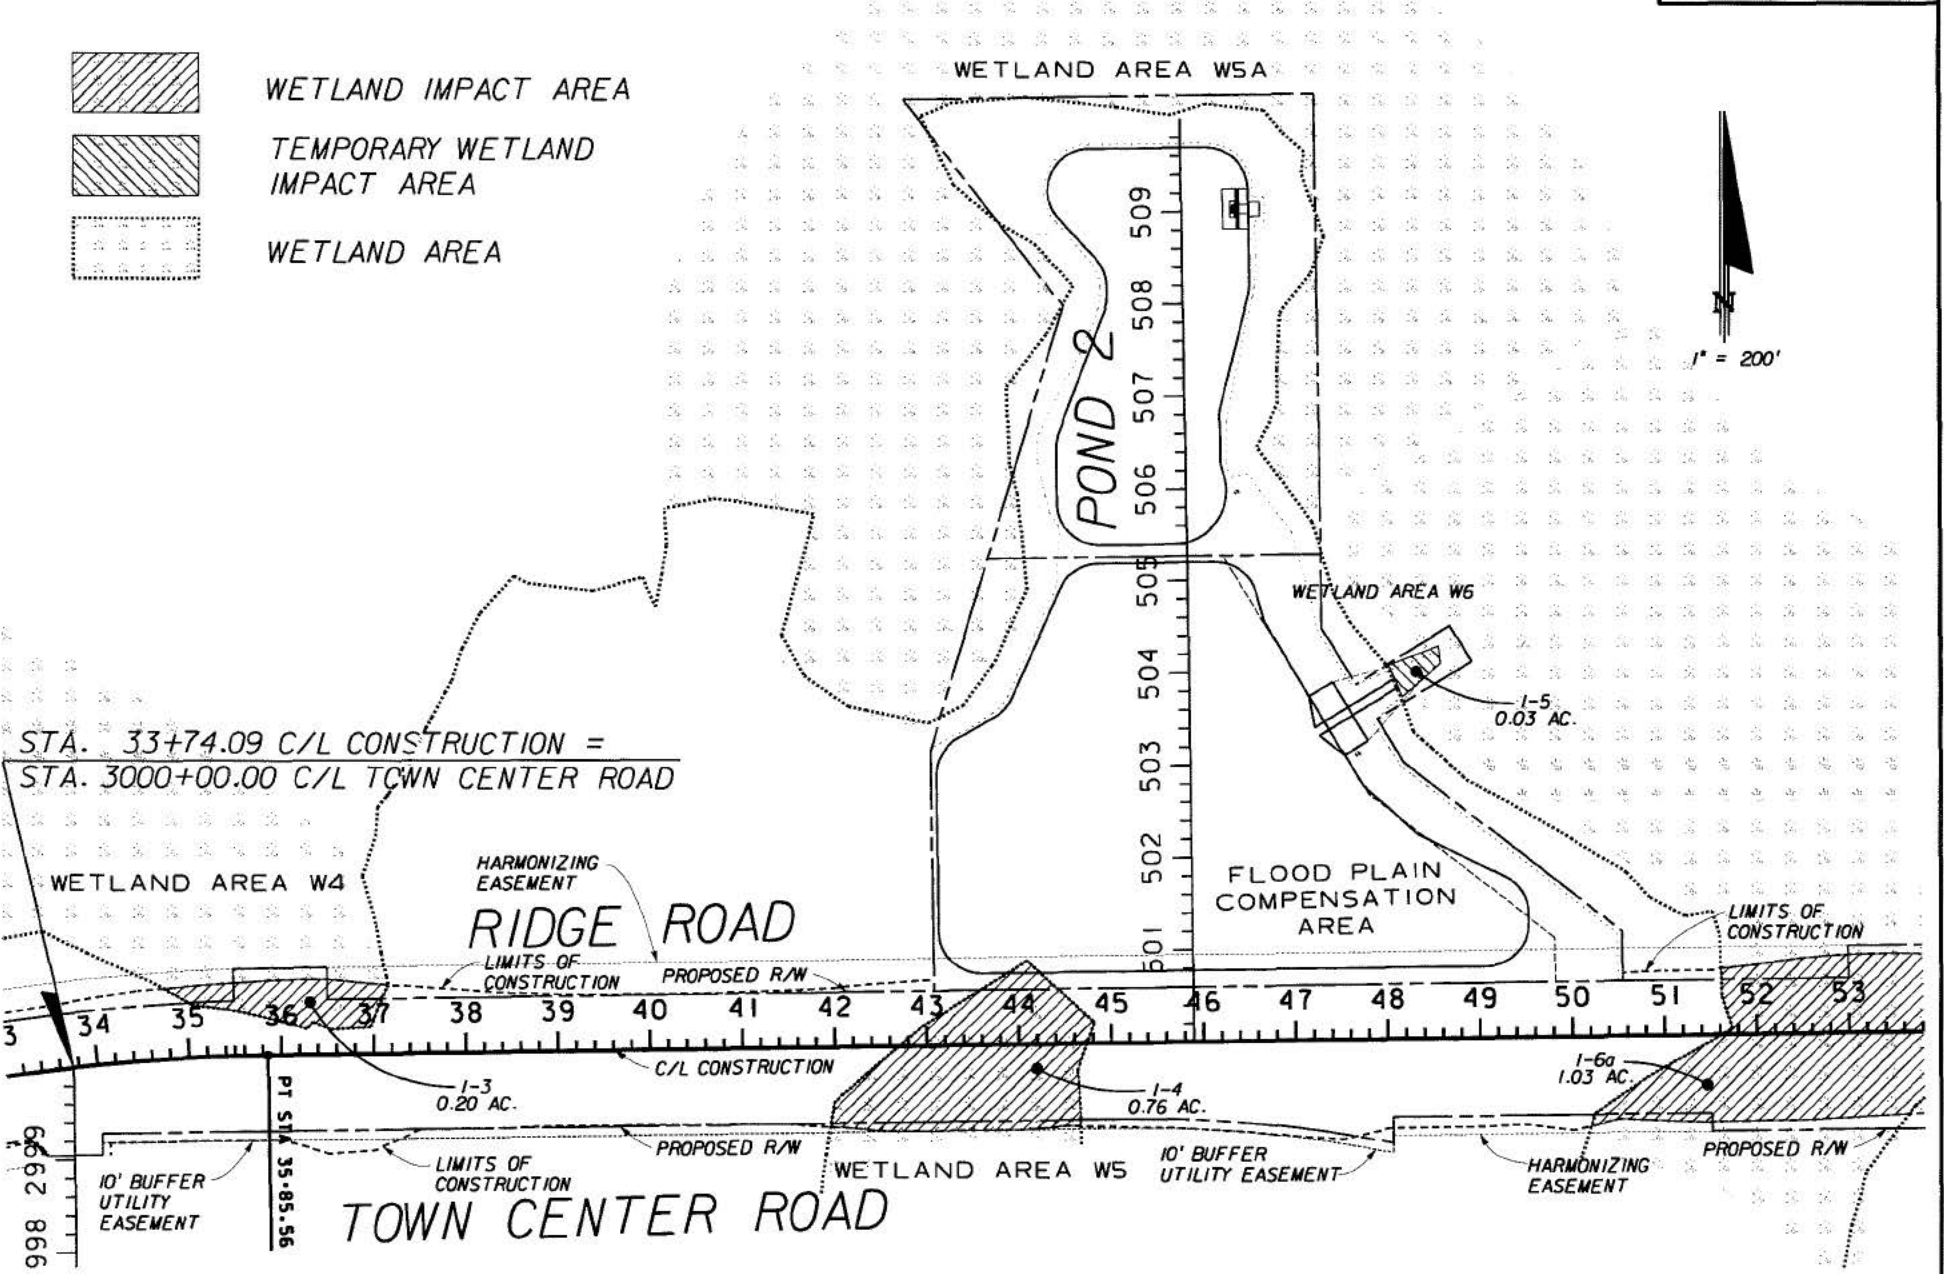 WETLAND IMPACT AREA
TEMPORARY WETLAND
IMPACT AREA
WETLAND AREA
WETLAND AREA W5A
N
1" = 200'
509
508
507
506
505
504
503
502
501
POND 2
WETLAND AREA W6
1-5
0.03 AC.
STA. 33+74.09 C/L CONSTRUCTION =
STA. 3000+00.00 C/L TOWN CENTER ROAD
WETLAND AREA W4
HARMONIZING
EASEMENT
RIDGE ROAD
FLOOD PLAIN
COMPENSATION
AREA
LIMITS OF
CONSTRUCTION
LIMITS OF
CONSTRUCTION
PROPOSED R/W
3 34 35 36 37 38 39 40 41 42 43 44 45 46 47 48 49 50 51 52 53
C/L CONSTRUCTION
1-3
0.20 AC.
1-4
0.76 AC.
1-6a
1.03 AC.
PT STA 35+85.56
2999
998
10' BUFFER
UTILITY
EASEMENT
LIMITS OF
CONSTRUCTION
PROPOSED R/W
WETLAND AREA W5
10' BUFFER
UTILITY EASEMENT
HARMONIZING
EASEMENT
PROPOSED R/W
TOWN CENTER ROAD